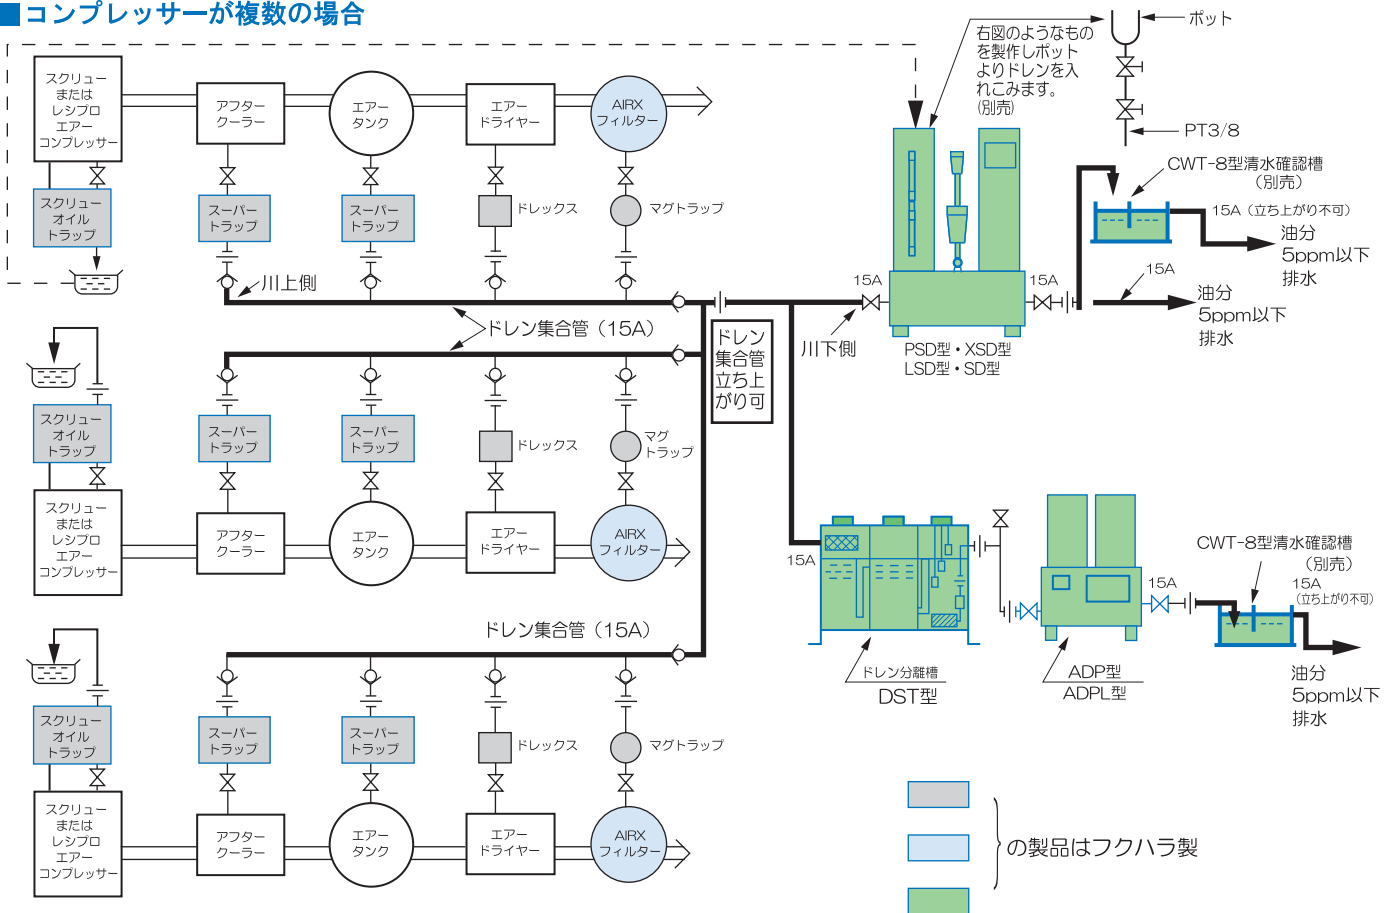 コンプレッサーが複数の場合
スクリュー
または
レシプロ
エアー
コンプレッサー
アフター
クーラー
エアー
タンク
エアー
ドライヤー
AIRX
フィルター
スクリュー
オイル
トラップ
スーパー
トラップ
スーパー
トラップ
ドレックス
マグトラップ
川上側
ドレン集合管（15A）
右図のようなもの
を製作しポット
よりドレンを入
れこみます。
(別売)
ポット
PT3/8
CWT-8型清水確認槽
（別売）
15A（立ち上がり不可）
油分
5ppm以下
排水
15A
油分
5ppm以下
排水
15A
15A
川下側
PSD型・XSD型
LSD型・SD型
ドレン
集合管
立ち上
がり可
スクリュー
オイル
トラップ
スーパー
トラップ
スーパー
トラップ
ドレックス
マグ
トラップ
スクリュー
または
レシプロ
エアー
コンプレッサー
アフター
クーラー
エアー
タンク
エアー
ドライヤー
AIRX
フィルター
15A
ドレン分離槽
DST型
15A
ADP型
ADPL型
CWT-8型清水確認槽
（別売）
15A
（立ち上がり不可）
油分
5ppm以下
排水
ドレン集合管（15A）
スクリュー
オイル
トラップ
スーパー
トラップ
スーパー
トラップ
ドレックス
マグトラップ
スクリュー
または
レシプロ
エアー
コンプレッサー
アフター
クーラー
エアー
タンク
エアー
ドライヤー
AIRX
フィルター
の製品はフクハラ製